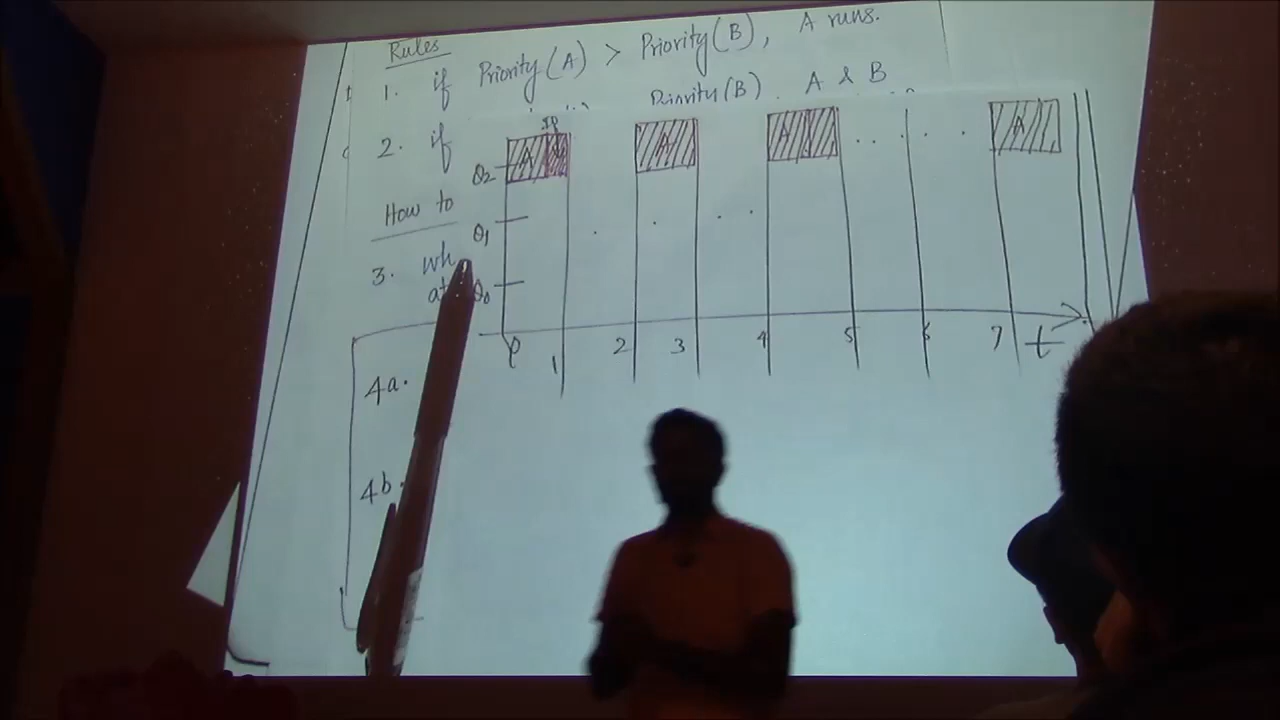 Rules
1. if Priority(A) > Priority(B), A runs.
2. if Priority(B) A & B
How to
3. wh
at
4a.
4b.
Q2
Q1
Q0
A
A
A
A
0 1 2 3 4 5 6 7 t